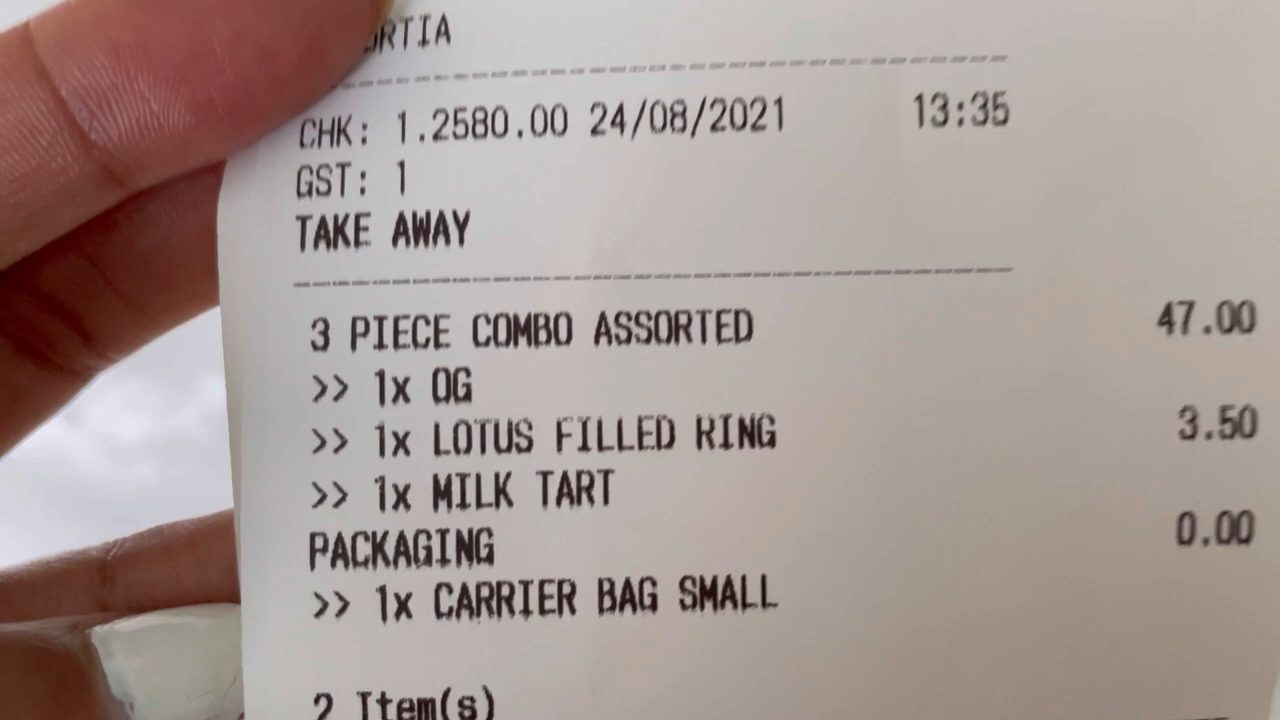 CHK: 1.2580.00 24/08/2021 13:35
GST: 1
TAKE AWAY
3 PIECE COMBO ASSORTED 47.00
>> 1x OG
>> 1x LOTUS FILLED RING 3.50
>> 1x MILK TART
PACKAGING 0.00
>> 1x CARRIER BAG SMALL
2 Item(s)